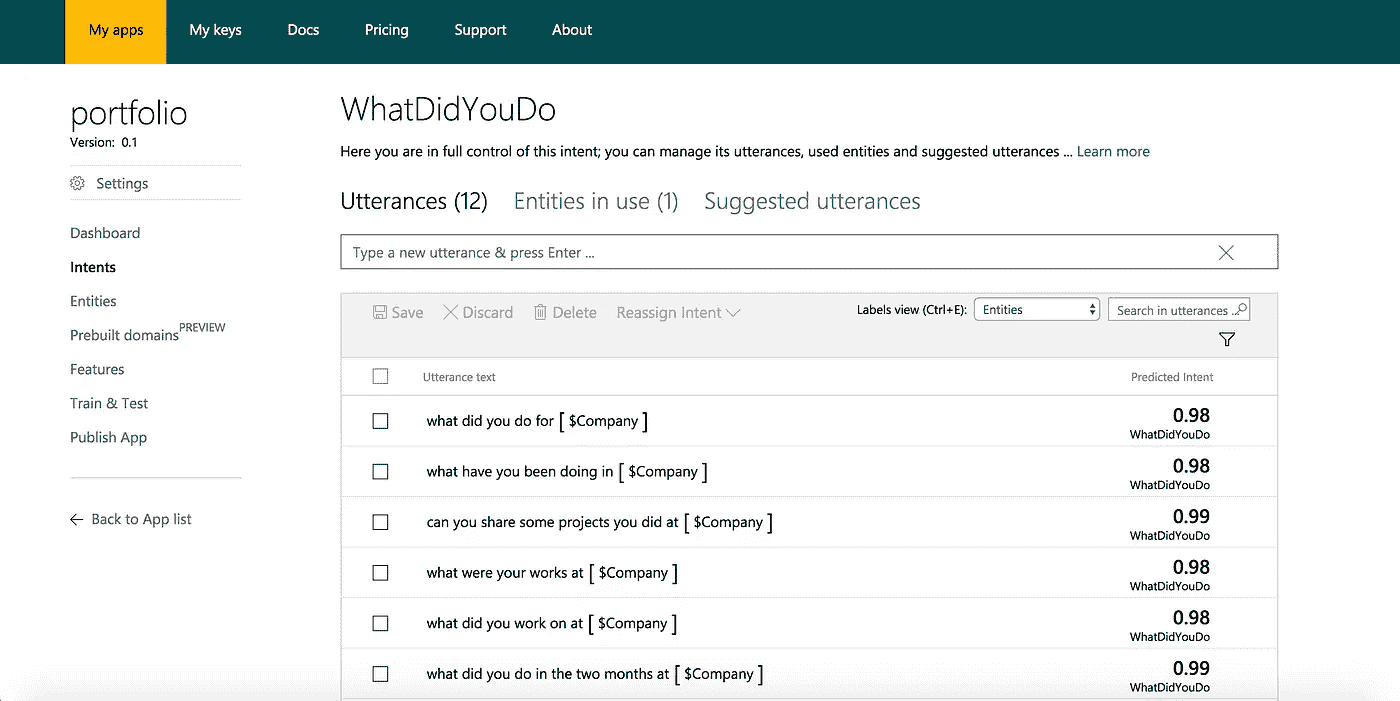 My apps My keys Docs Pricing Support About
portfolio
Version: 0.1
Settings
Dashboard
Intents
Entities
Prebuilt domains PREVIEW
Features
Train & Test
Publish App
Back to App list
WhatDidYouDo
Here you are in full control of this intent; you can manage its utterances, used entities and suggested utterances ... Learn more
Utterances (12) Entities in use (1) Suggested utterances
Type a new utterance & press Enter ...
Save Discard Delete Reassign Intent Labels view (Ctrl+E): Entities Search in utterances ..
Utterance text Predicted Intent
what did you do for [ $Company ] 0.98
WhatDidYouDo
what have you been doing in [ $Company ] 0.98
WhatDidYouDo
can you share some projects you did at [ $Company ] 0.99
WhatDidYouDo
what were your works at [ $Company ] 0.98
WhatDidYouDo
what did you work on at [ $Company ] 0.98
WhatDidYouDo
what did you do in the two months at [ $Company ] 0.99
WhatDidYouDo